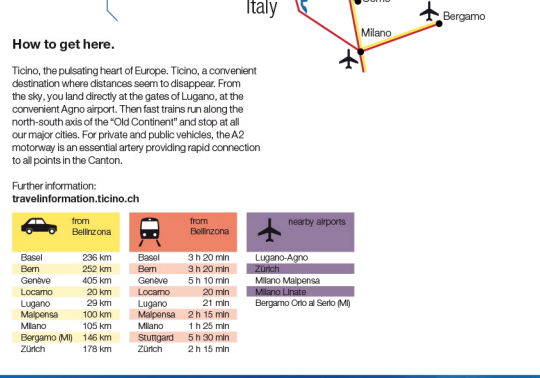 Como
Italy
Bergamo
Milano
How to get here.
Ticino, the pulsating heart of Europe. Ticino, a convenient
destination where distances seem to disappear. From
the sky, you land directly at the gates of Lugano, at the
convenient Agno airport. Then fast trains run along the
north-south axis of the “Old Continent” and stop at all
our major cities. For private and public vehicles, the A2
motorway is an essential artery providing rapid connection
to all points in the Canton.
Further information:
travelinformation.ticino.ch
from
Bellinzona
Basel 236 km
Bern 252 km
Genève 405 km
Locarno 20 km
Lugano 29 km
Malpensa 100 km
Milano 105 km
Bergamo (MI) 146 km
Zürich 178 km
from
Bellinzona
Basel 3 h 20 min
Bern 3 h 20 min
Genève 5 h 10 min
Locarno 20 min
Lugano 21 min
Malpensa 2 h 15 min
Milano 1 h 25 min
Stuttgard 5 h 30 min
Zürich 2 h 15 min
nearby airports
Lugano-Agno
Zürich
Milano Malpensa
Milano Linate
Bergamo Orio al Serio (MI)